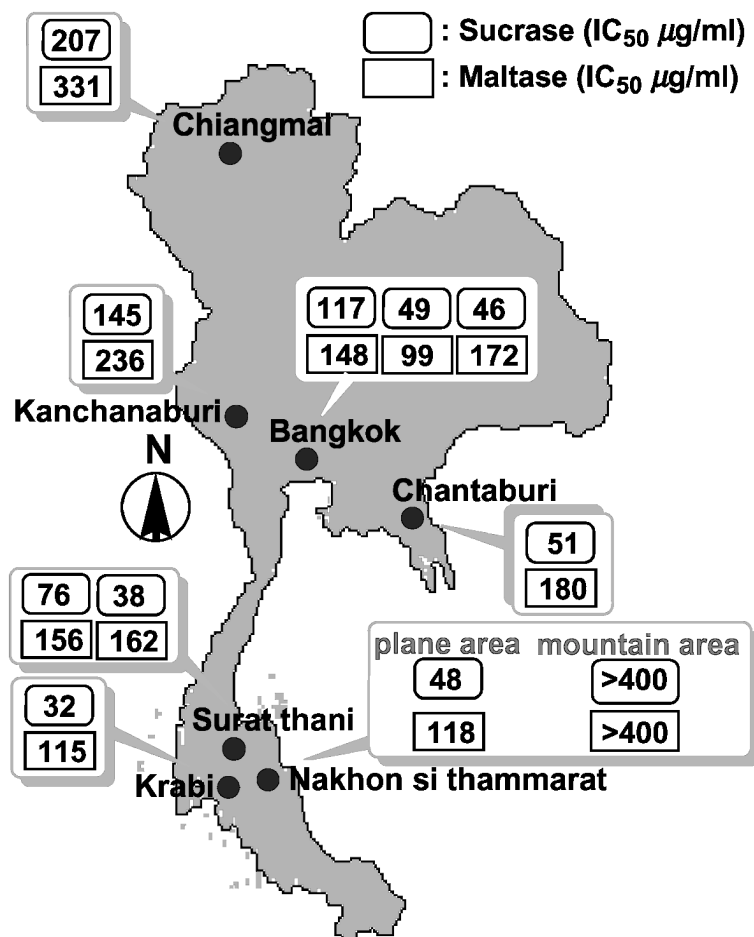 207
331
: Sucrase (IC50 μg/ml)
: Maltase (IC50 μg/ml)
Chiangmai
145
236
117 49 46
148 99 172
Kanchanaburi
Bangkok
N
Chantaburi
51
180
76 38
156 162
plane area mountain area
48 >400
118 >400
32
115
Surat thani
Krabi
Nakhon si thammarat